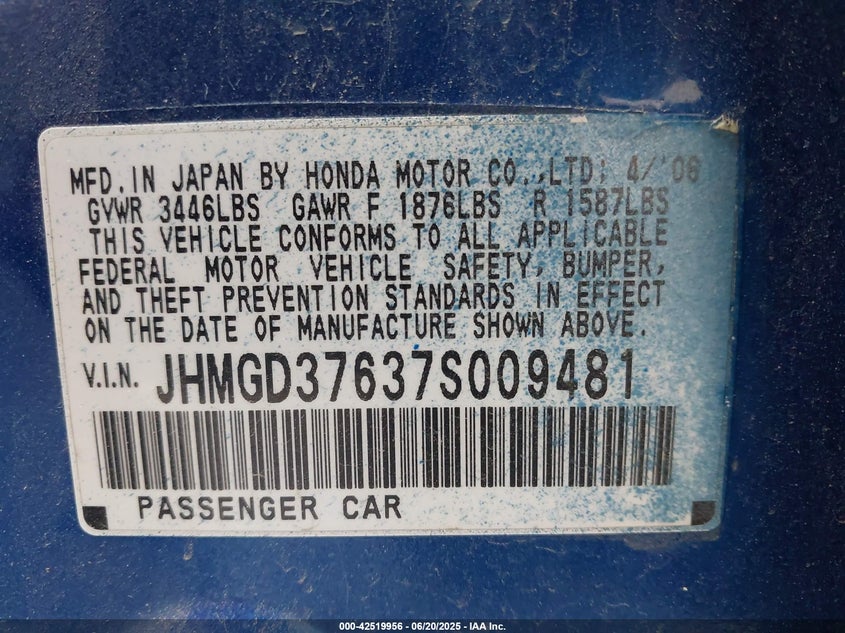 MFD. IN JAPAN BY HONDA MOTOR CO.,LTD; 4/'06
GVWR 3446LBS GAWR F 1876LBS R 1587LBS
THIS VEHICLE CONFORMS TO ALL APPLICABLE
FEDERAL MOTOR VEHICLE SAFETY, BUMPER,
AND THEFT PREVENTION STANDARDS IN EFFECT
ON THE DATE OF MANUFACTURE SHOWN ABOVE.
V.I.N. JHMGD37637S009481
PASSENGER CAR
000-42519956 - 06/20/2025 - IAA Inc.